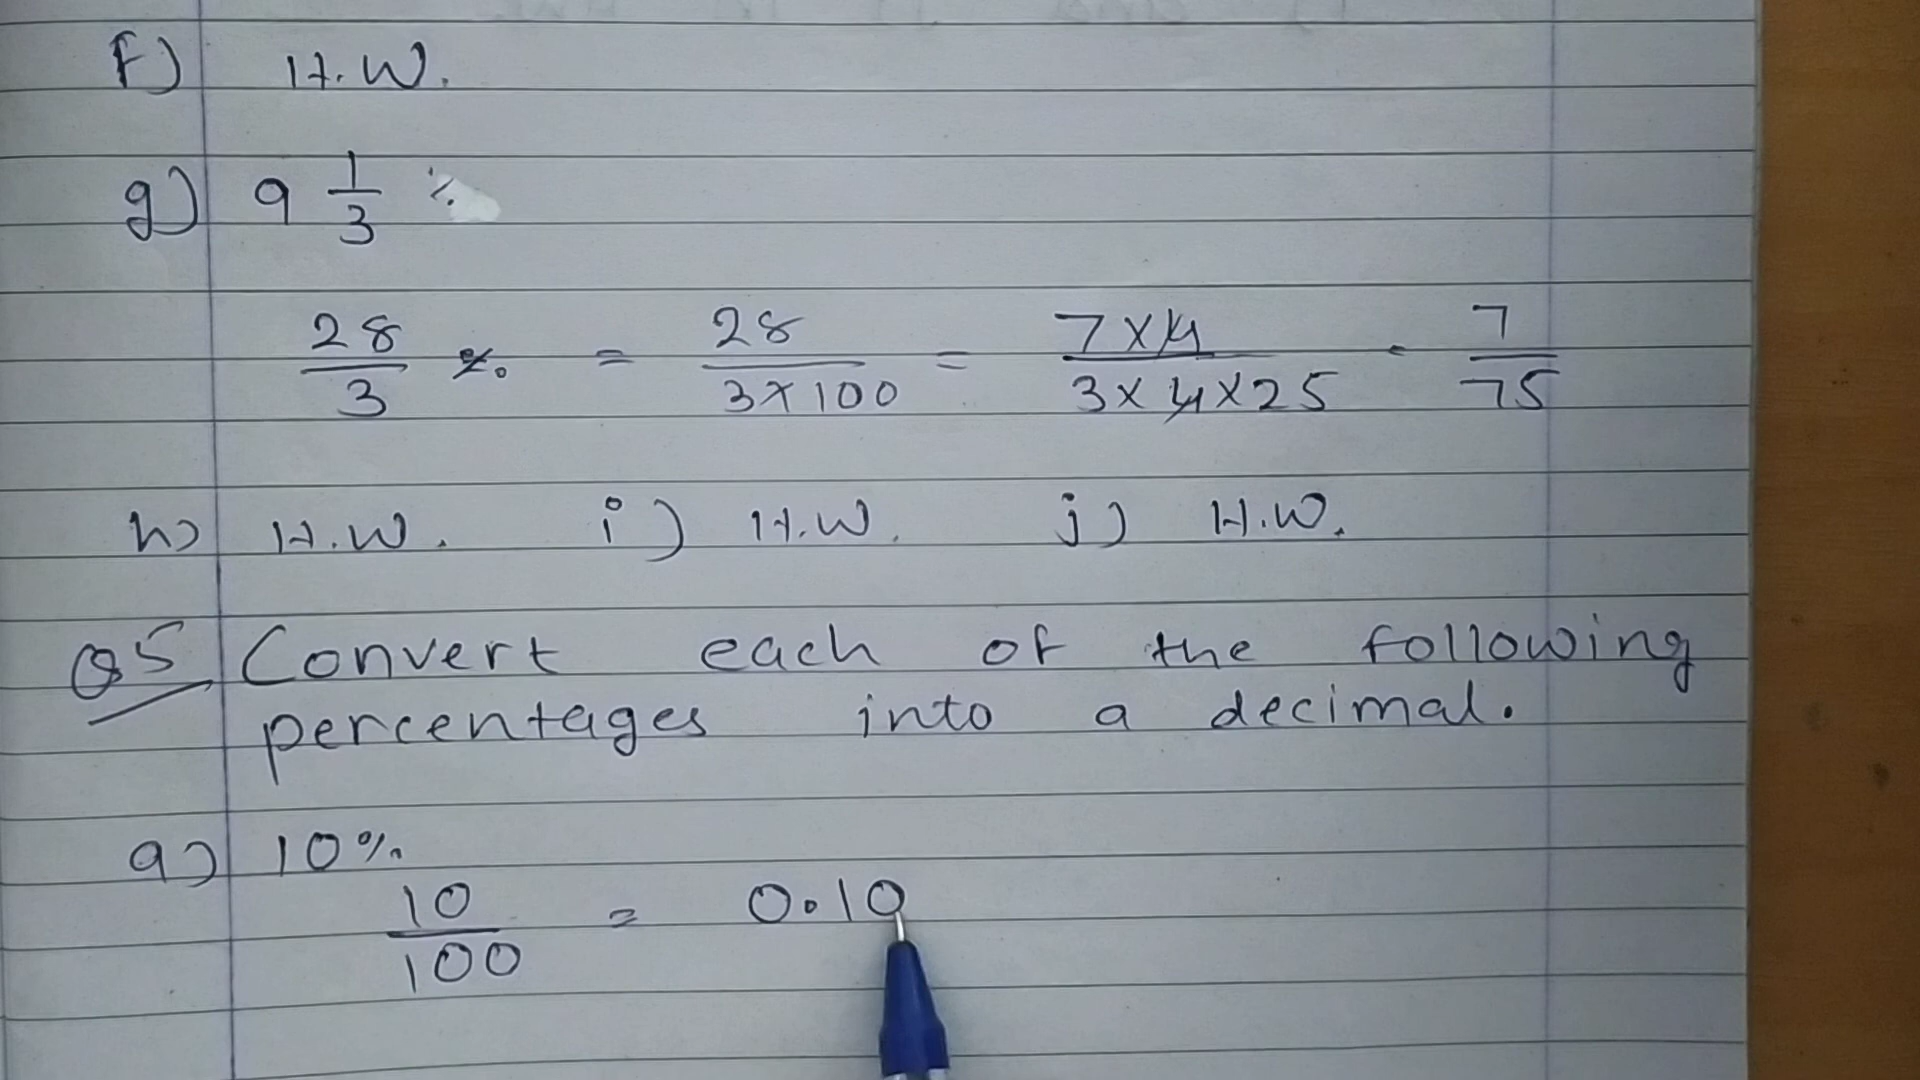 f) H.W.
g) 9 1/3 %
28/3 % = 28/(3×100) = (7×4)/(3×4×25) = 7/75
h) H.W. i) H.W. j) H.W.
Q5 Convert each of the following
percentages into a decimal.
a) 10%
10/100 = 0.10